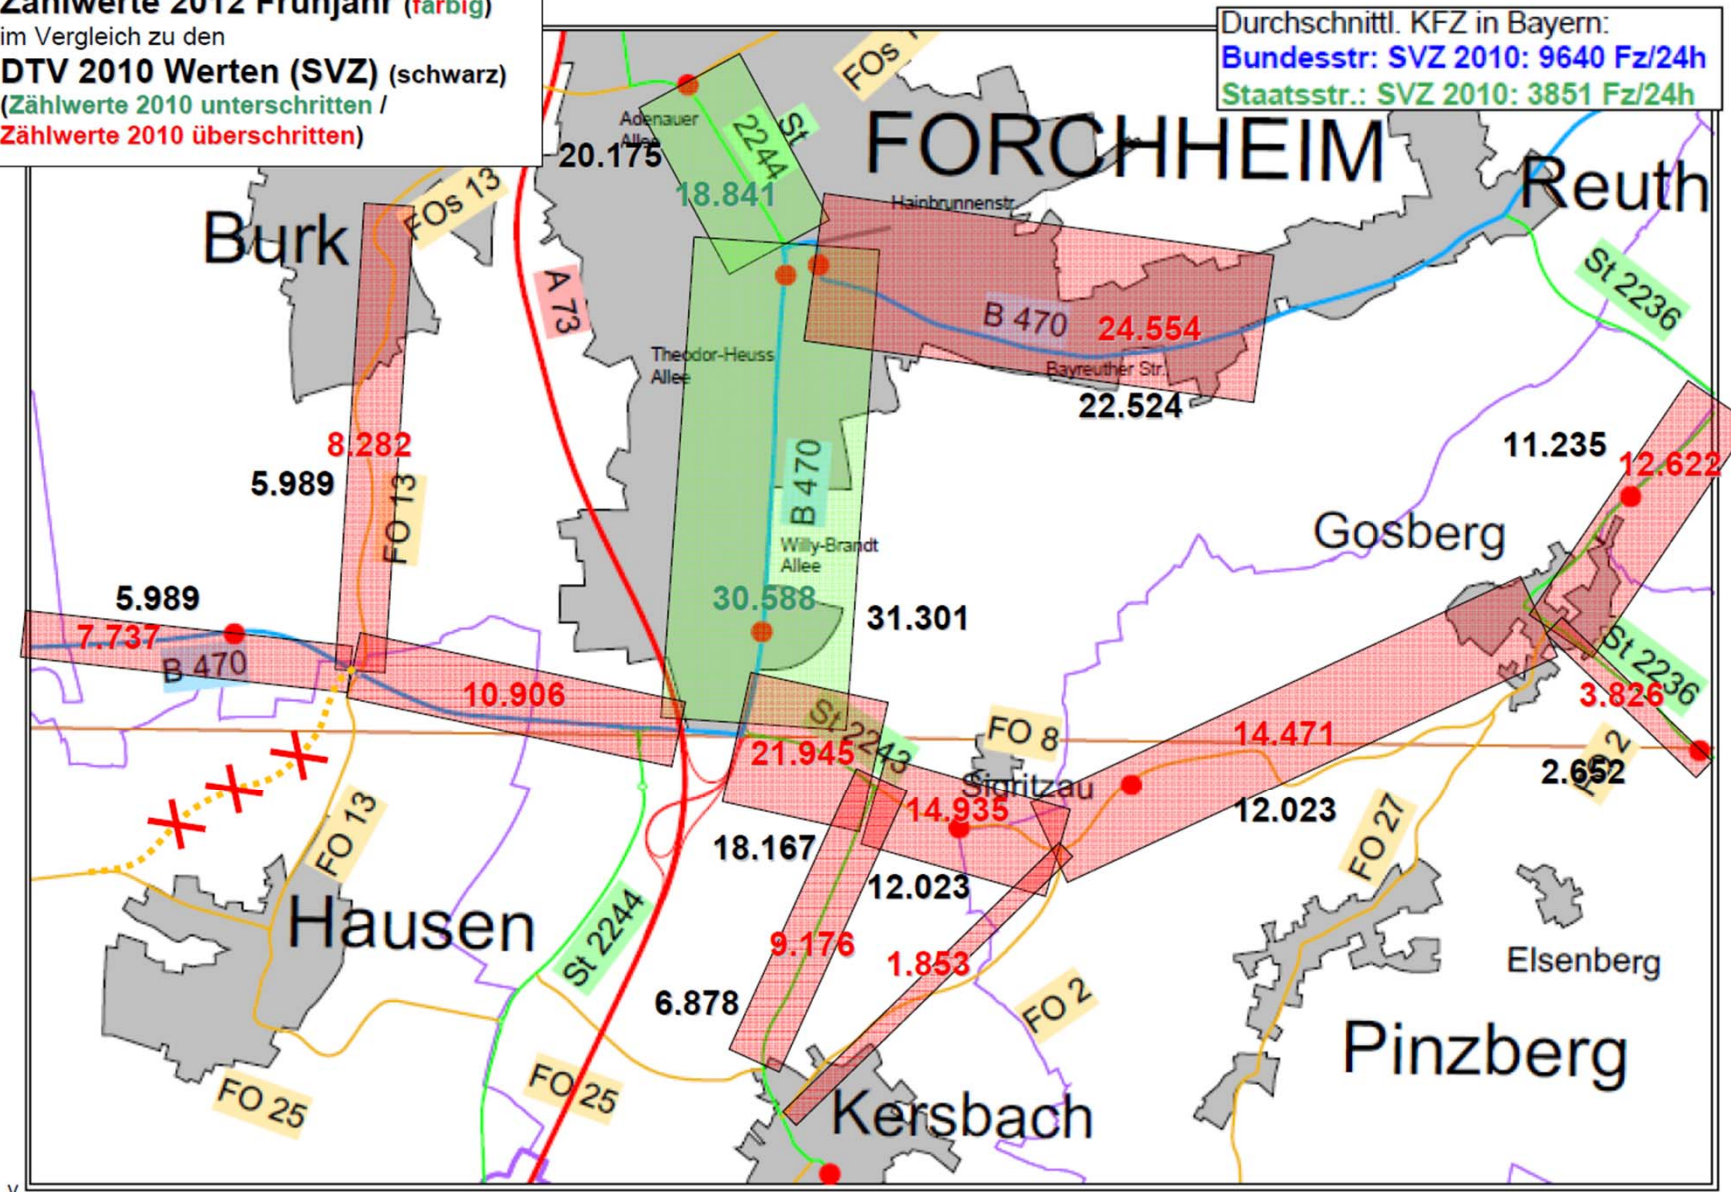 Zählwerte 2012 Frühjahr (farbig)
im Vergleich zu den
DTV 2010 Werten (SVZ) (schwarz)
(Zählwerte 2010 unterschritten /
Zählwerte 2010 überschritten)
Durchschnittl. KFZ in Bayern:
Bundesstr: SVZ 2010: 9640 Fz/24h
Staatsstr.: SVZ 2010: 3851 Fz/24h
FOs
Adenauer
Allee
20.175
St
2244
18.841
FORCHHEIM
Reuth
Burk
FOs 13
Hainbrunnenstr.
A 73
St 2236
B 470
24.554
Theodor-Heuss
Allee
Bayreuther Str.
22.524
8.282
5.989
FO 13
B 470
11.235
12.622
Gosberg
Willy-Brandt
Allee
5.989
30.588
31.301
7.737
B 470
10.906
St 2236
3.826
St 2243
21.945
FO 8
14.471
Sigritzau
FO 2
2.652
14.935
12.023
FO 13
18.167
FO 27
12.023
Hausen
St 2244
9.176
1.853
Elsenberg
6.878
FO 2
Pinzberg
FO 25
FO 25
Kersbach